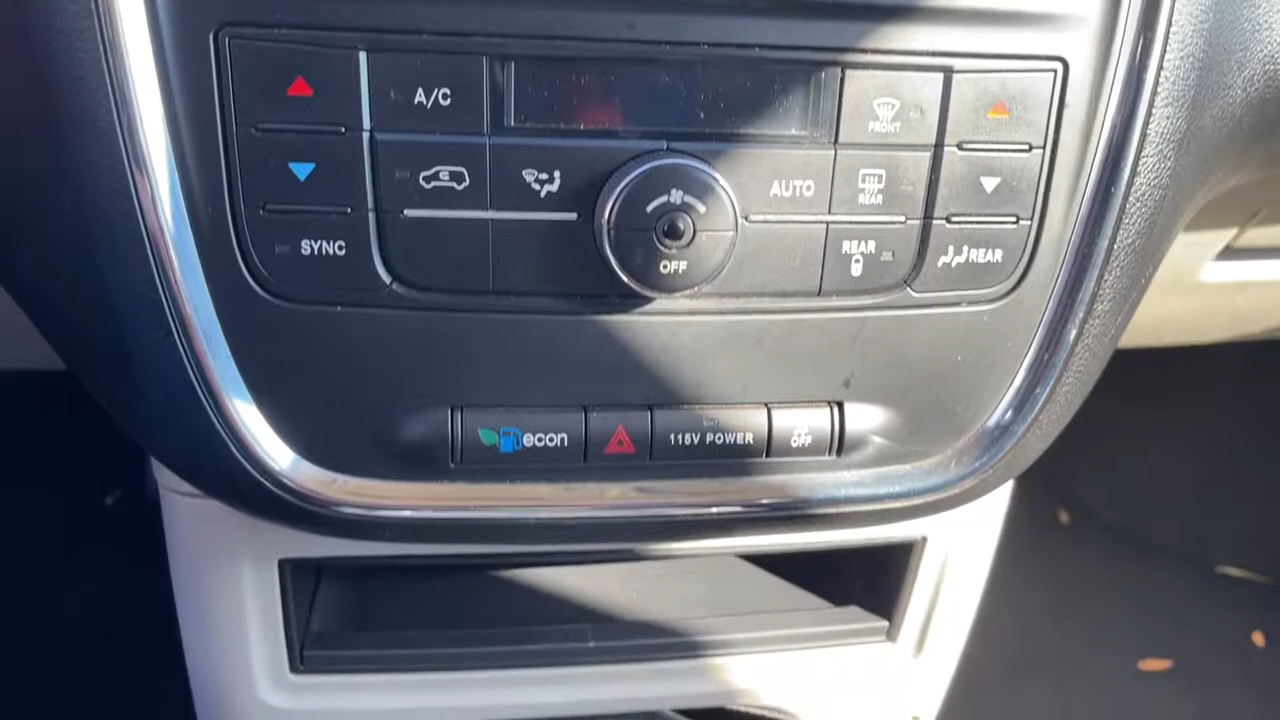 A/C
FRONT
AUTO
REAR
SYNC
OFF
REAR
REAR
econ
115V POWER
OFF